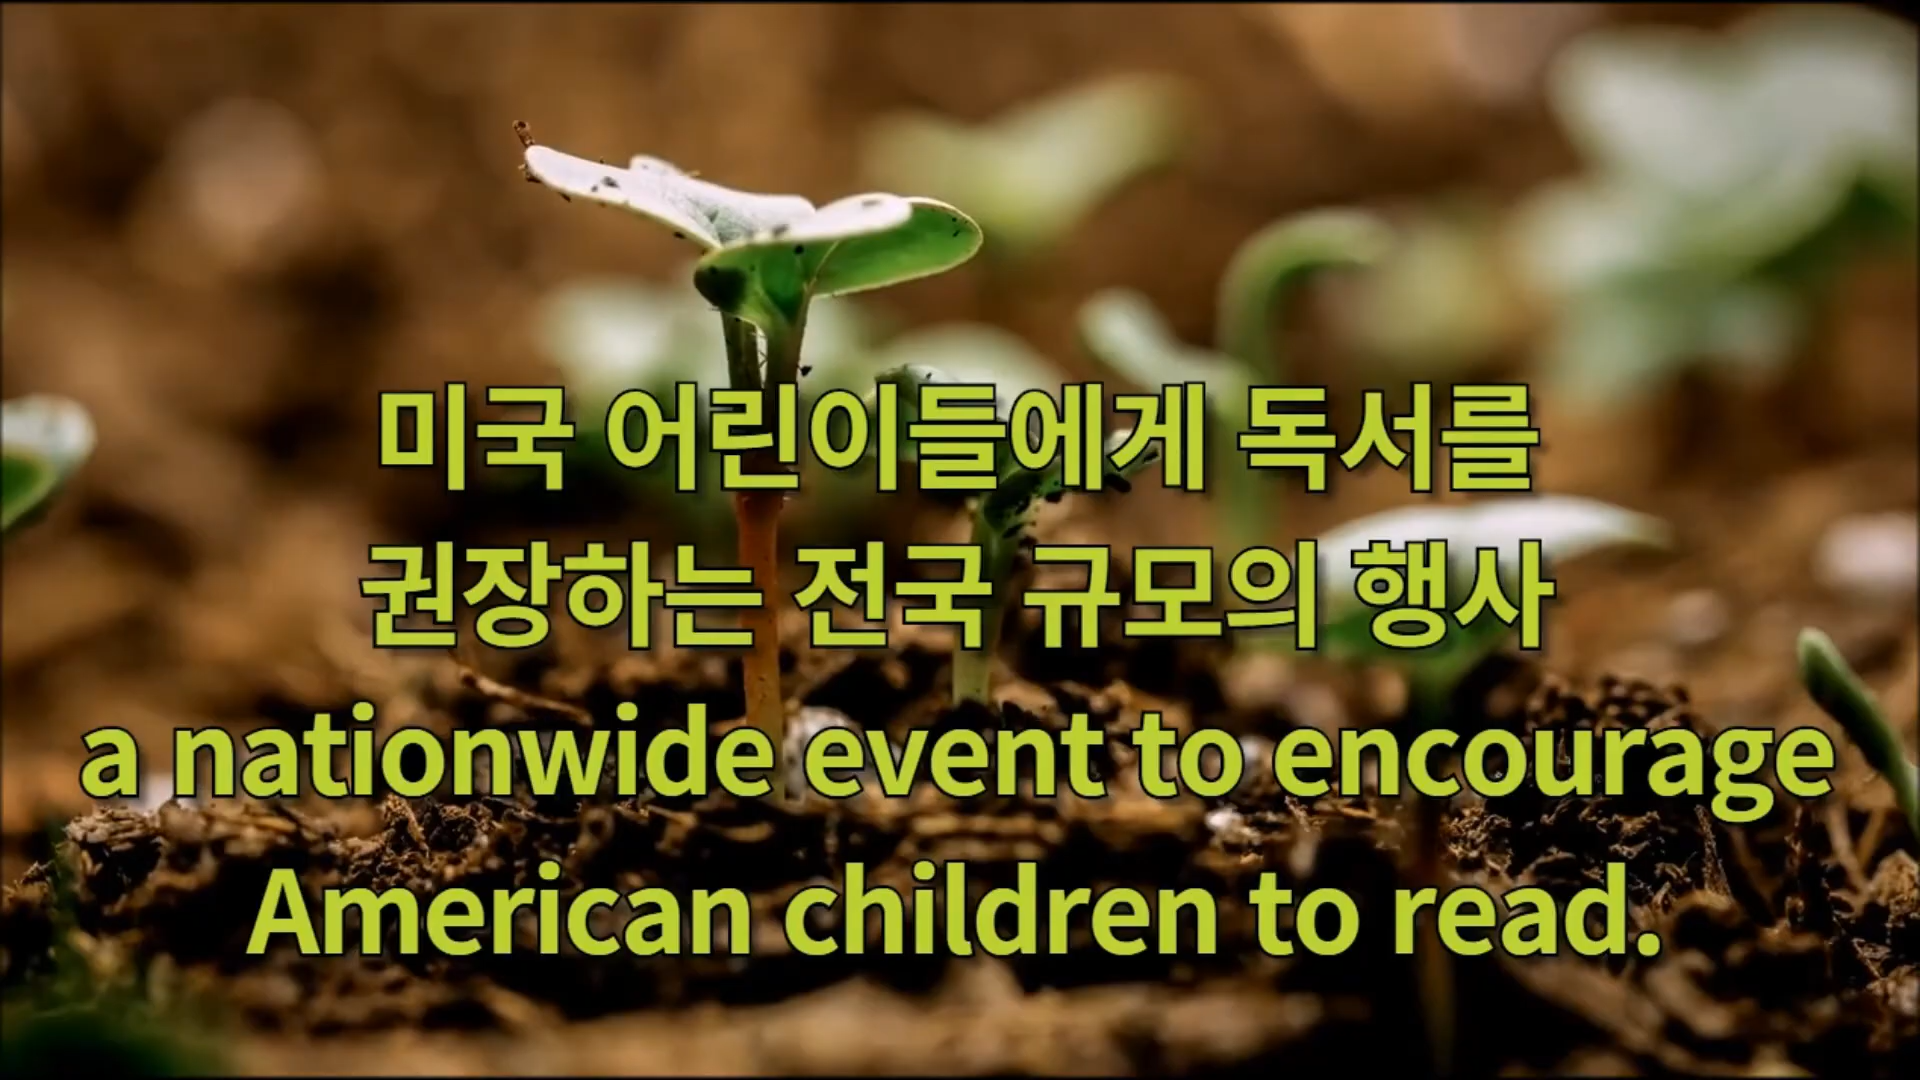 미국 어린이들에게 독서를
권장하는 전국 규모의 행사
a nationwide event to encourage
American children to read.